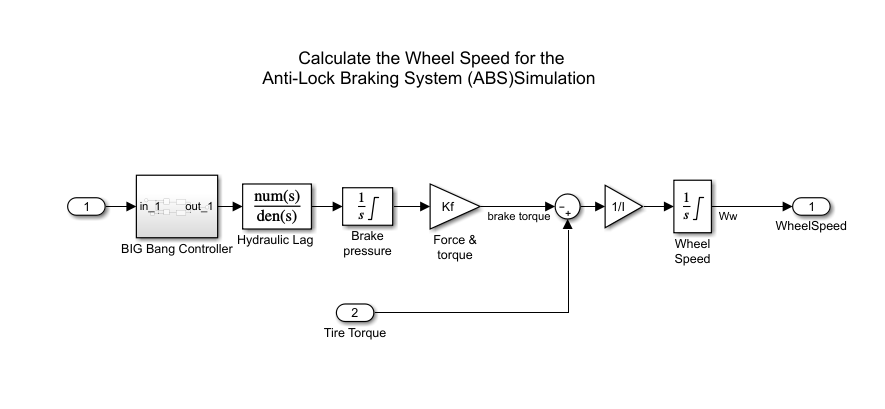 Calculate the Wheel Speed for the
Anti-Lock Braking System (ABS)Simulation
1
in_1
out_1
BIG Bang Controller
num(s)
den(s)
Hydraulic Lag
1
s
Brake
pressure
Kf
Force &
torque
brake torque
−
+
1/I
1
s
Wheel
Speed
Ww
1
WheelSpeed
2
Tire Torque